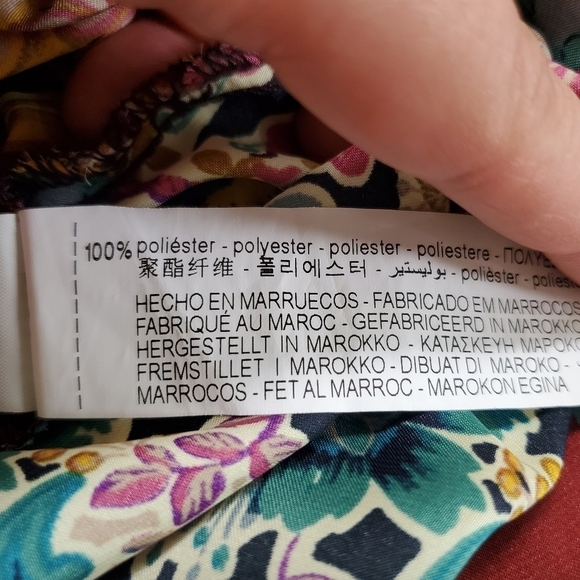 100% poliéster - polyester - poliester - poliestere - ΠΟΛΥΕ
聚酯纤维 - 폴리에스터 - بوليستير - polièster - polies
HECHO EN MARRUECOS - FABRICADO EM MARROCOS
FABRIQUÉ AU MAROC - GEFABRICEERD IN MAROKKO
HERGESTELLT IN MAROKKO - ΚΑΤΑΣΚΕΥΗ ΜΑΡΟΚΟ
FREMSTILLET I MAROKKO - DIBUAT DI MAROKO -
MARROCOS - FET AL MARROC - MAROKON EGINA